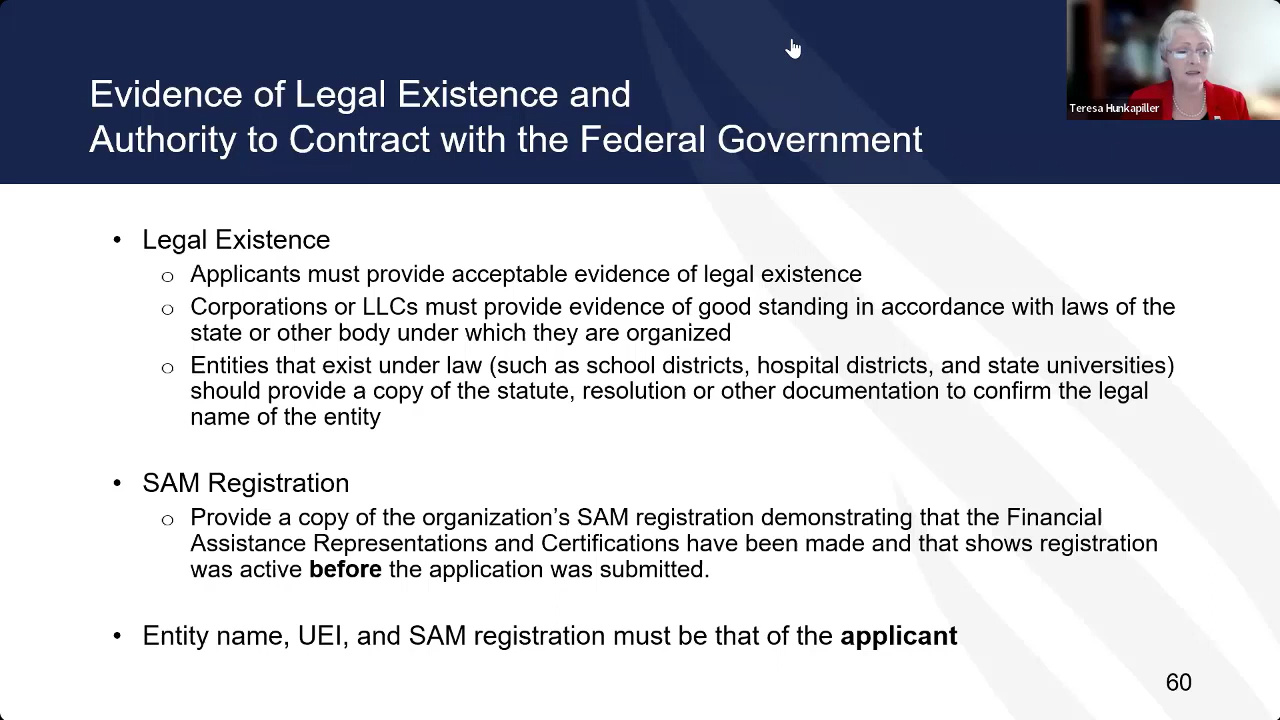 Teresa Hunkapiller
Evidence of Legal Existence and
Authority to Contract with the Federal Government
• Legal Existence
o Applicants must provide acceptable evidence of legal existence
o Corporations or LLCs must provide evidence of good standing in accordance with laws of the
state or other body under which they are organized
o Entities that exist under law (such as school districts, hospital districts, and state universities)
should provide a copy of the statute, resolution or other documentation to confirm the legal
name of the entity
• SAM Registration
o Provide a copy of the organization’s SAM registration demonstrating that the Financial
Assistance Representations and Certifications have been made and that shows registration
was active before the application was submitted.
• Entity name, UEI, and SAM registration must be that of the applicant
60